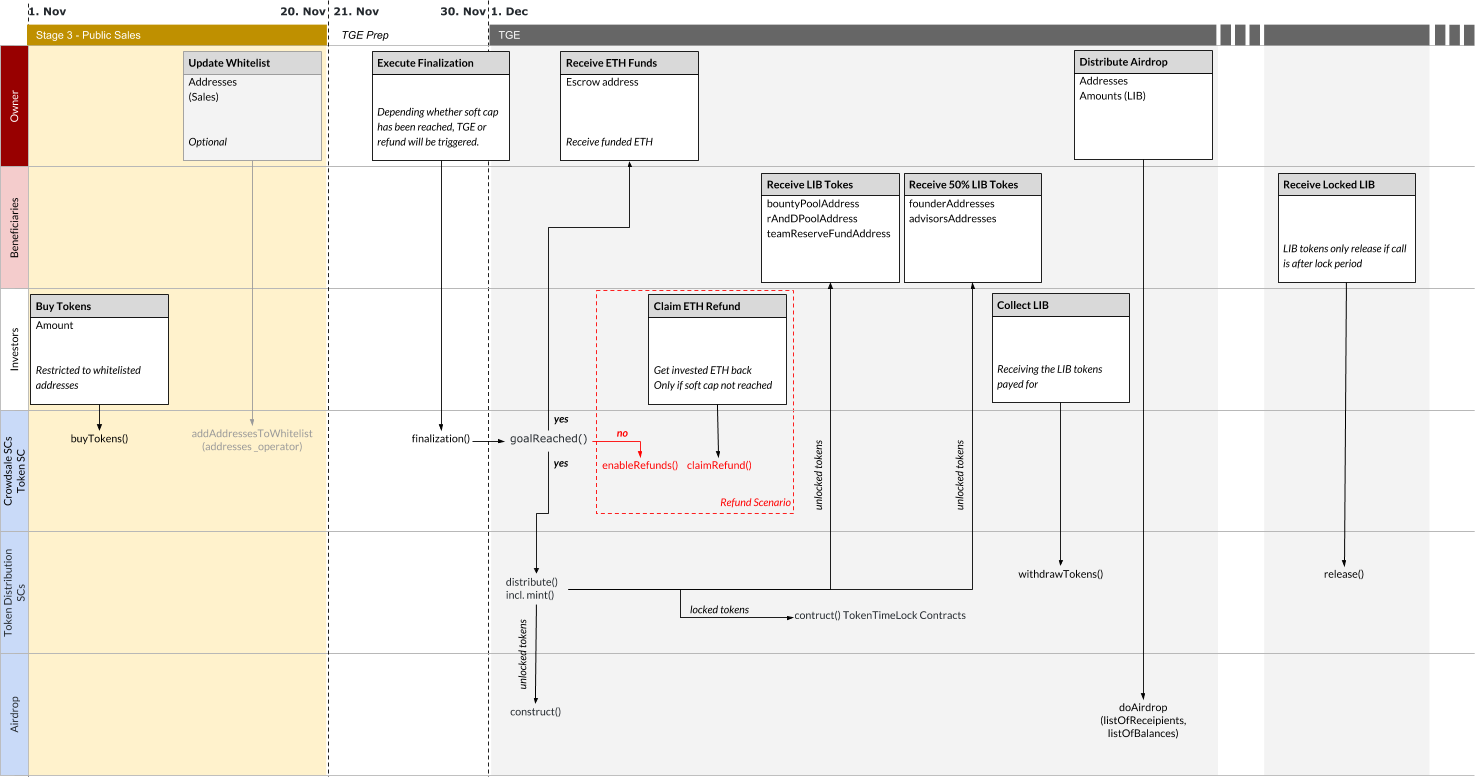 1. Nov
20. Nov
21. Nov
30. Nov
1. Dec
Stage 3 - Public Sales
TGE Prep
TGE
Owner
Update Whitelist
Addresses
(Sales)
Optional
Execute Finalization
Depending whether soft cap
has been reached, TGE or
refund will be triggered.
Receive ETH Funds
Escrow address
Receive funded ETH
Distribute Airdrop
Addresses
Amounts (LIB)
Beneficiaries
Receive LIB Tokes
bountyPoolAddress
rAndDPoolAddress
teamReserveFundAddress
Receive 50% LIB Tokes
founderAddresses
advisorsAddresses
Receive Locked LIB
LIB tokens only release if call
is after lock period
Investors
Buy Tokens
Amount
Restricted to whitelisted
addresses
Claim ETH Refund
Get invested ETH back
Only if soft cap not reached
Collect LIB
Receiving the LIB tokens
payed for
Crowdsale SCs
Token SC
buyTokens()
addAddressesToWhitelist
(addresses _operator)
finalization()
yes
goalReached()
yes
no
enableRefunds()
claimRefund()
Refund Scenario
unlocked tokens
unlocked tokens
Token Distribution
SCs
distribute()
incl. mint()
locked tokens
contruct() TokenTimeLock Contracts
withdrawTokens()
release()
unlocked tokens
Airdrop
construct()
doAirdrop
(listOfReceipients,
listOfBalances)